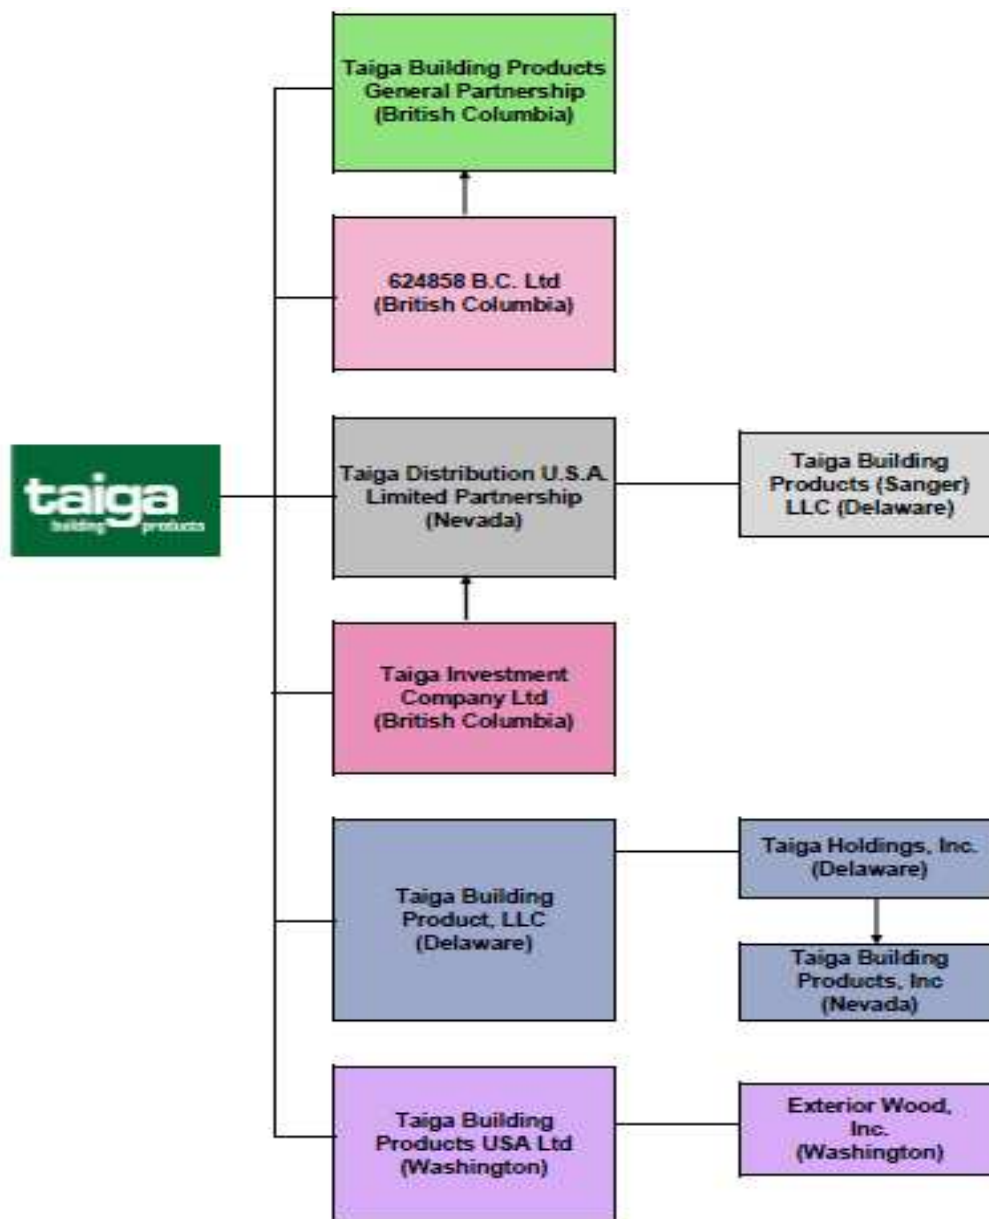 Taiga Building Products
General Partnership
(British Columbia)
624858 B.C. Ltd
(British Columbia)
taiga
building products
Taiga Distribution U.S.A.
Limited Partnership
(Nevada)
Taiga Building
Products (Sanger)
LLC (Delaware)
Taiga Investment
Company Ltd
(British Columbia)
Taiga Building
Product, LLC
(Delaware)
Taiga Holdings, Inc.
(Delaware)
Taiga Building
Products, Inc
(Nevada)
Taiga Building
Products USA Ltd
(Washington)
Exterior Wood,
Inc.
(Washington)